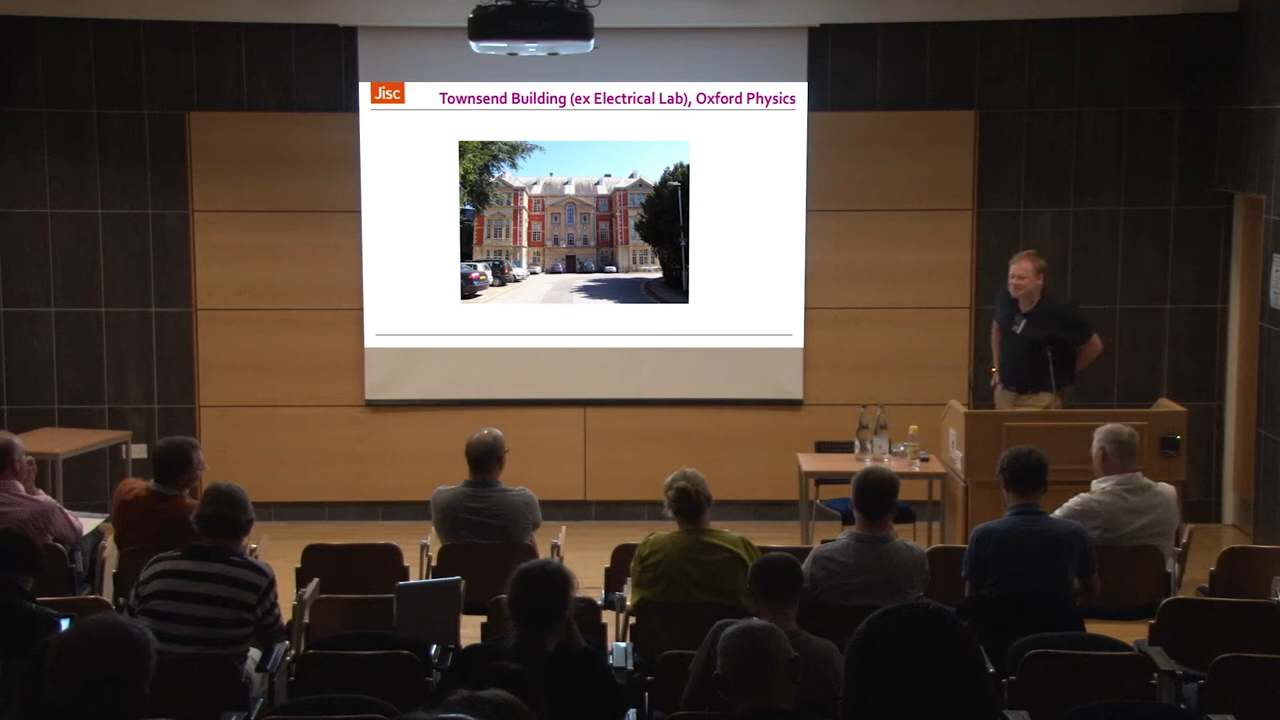 Jisc
Townsend Building (ex Electrical Lab), Oxford Physics